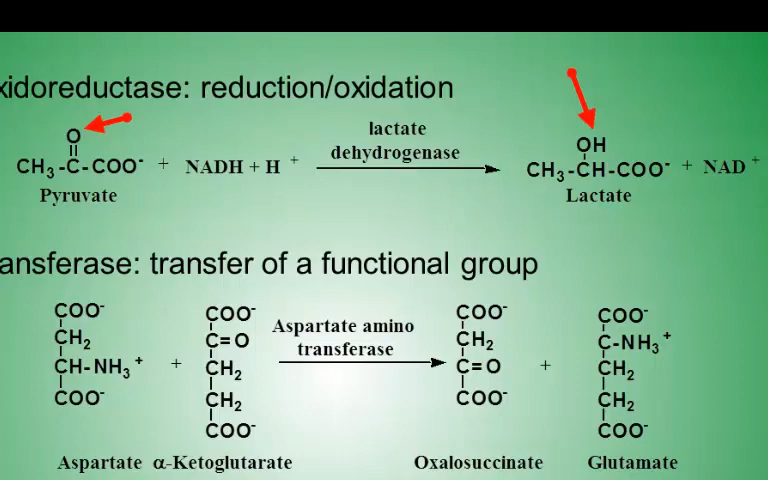 xidoreductase: reduction/oxidation
O
CH3-C-COO- + NADH + H +
Pyruvate
lactate
dehydrogenase
OH
CH3-CH-COO- + NAD +
Lactate
ansferase: transfer of a functional group
COO-
CH2
CH-NH3 +
COO-
Aspartate
+
COO-
C=O
CH2
CH2
COO-
α-Ketoglutarate
Aspartate amino
transferase
COO-
CH2
C=O
COO-
Oxalosuccinate
+
COO-
C-NH3 +
CH2
CH2
COO-
Glutamate